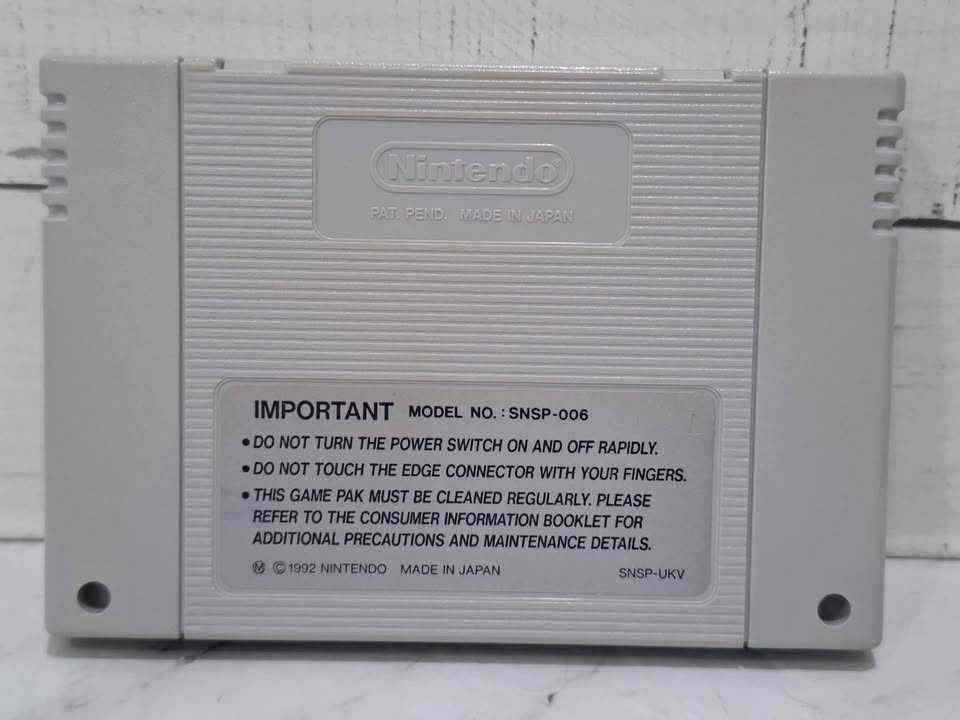 Nintendo®
PAT. PEND. MADE IN JAPAN
IMPORTANT MODEL NO. : SNSP-006
• DO NOT TURN THE POWER SWITCH ON AND OFF RAPIDLY.
• DO NOT TOUCH THE EDGE CONNECTOR WITH YOUR FINGERS.
• THIS GAME PAK MUST BE CLEANED REGULARLY. PLEASE
REFER TO THE CONSUMER INFORMATION BOOKLET FOR
ADDITIONAL PRECAUTIONS AND MAINTENANCE DETAILS.
Ⓜ © 1992 NINTENDO MADE IN JAPAN SNSP-UKV